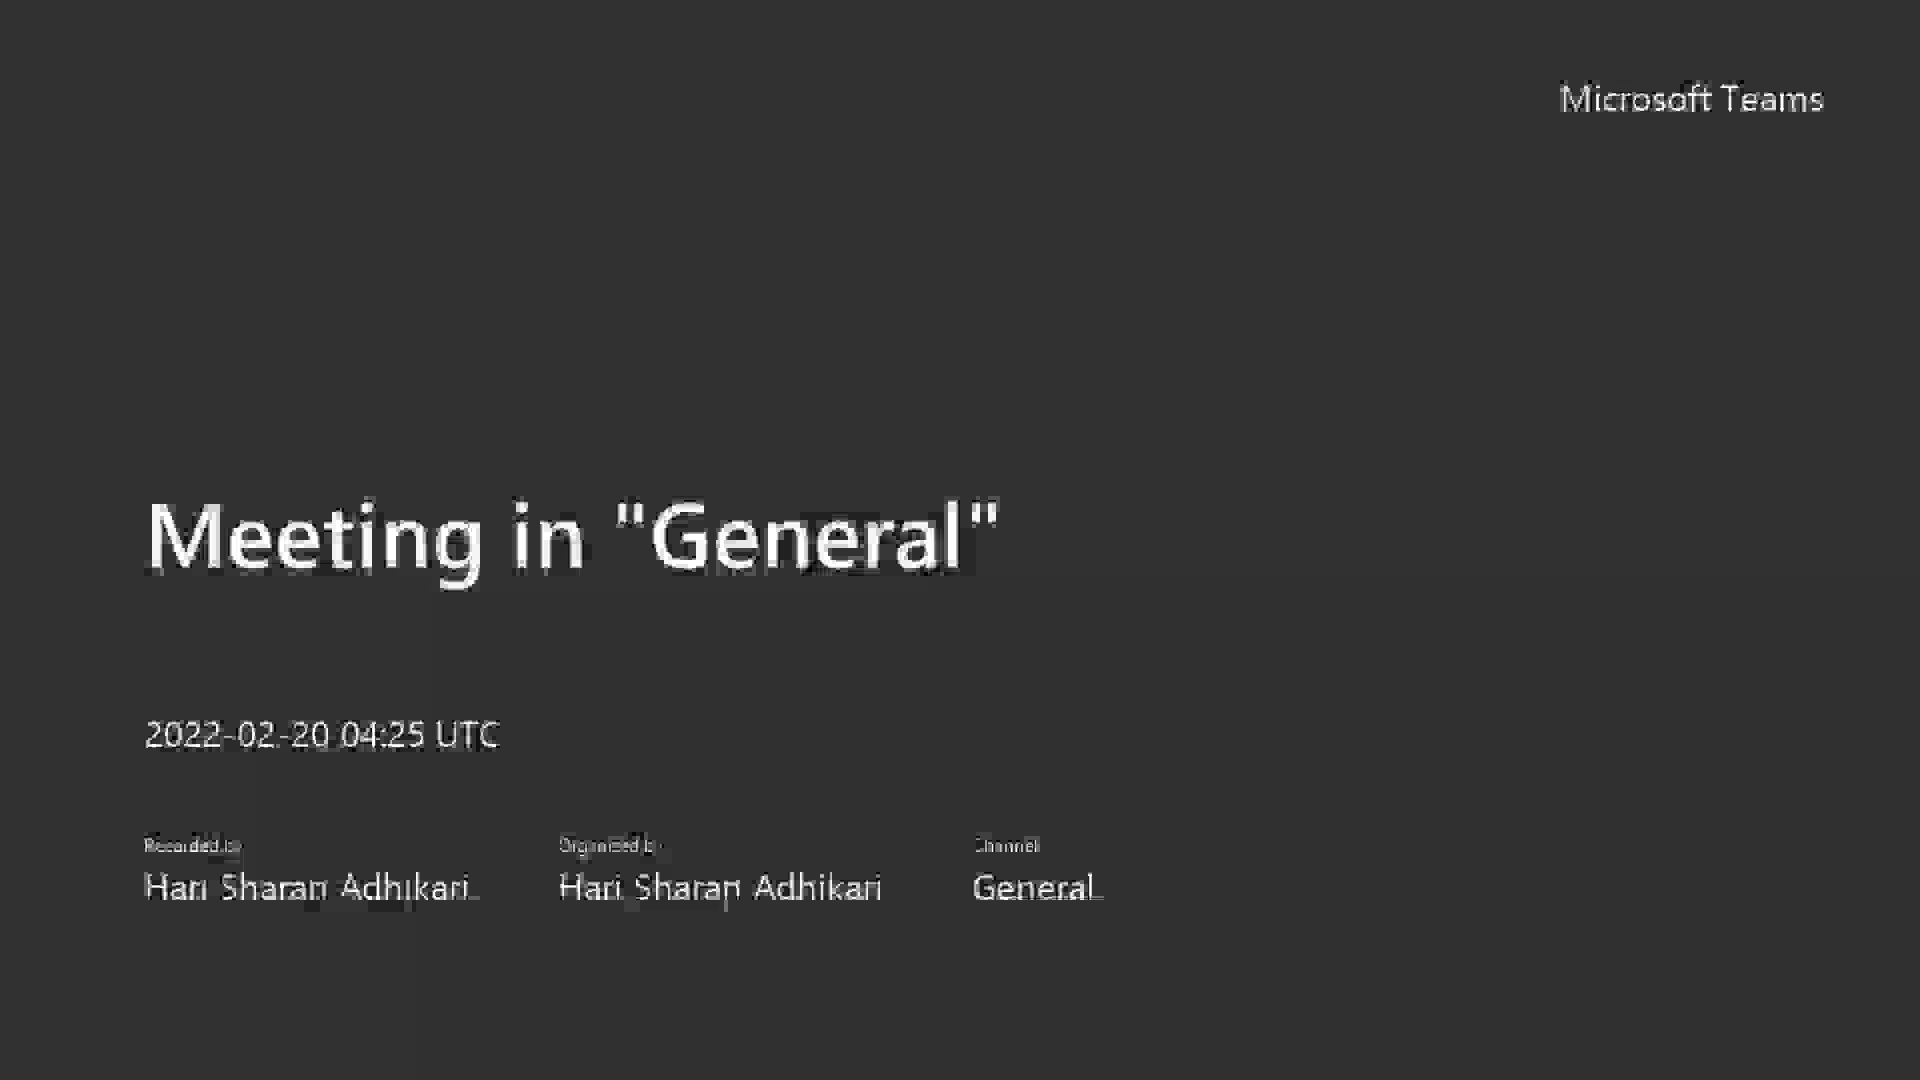 Microsoft Teams
Meeting in "General"
2022-02-20 04:25 UTC
Recorded by Organized by Channel
Hari Sharan Adhikari Hari Sharan Adhikari General